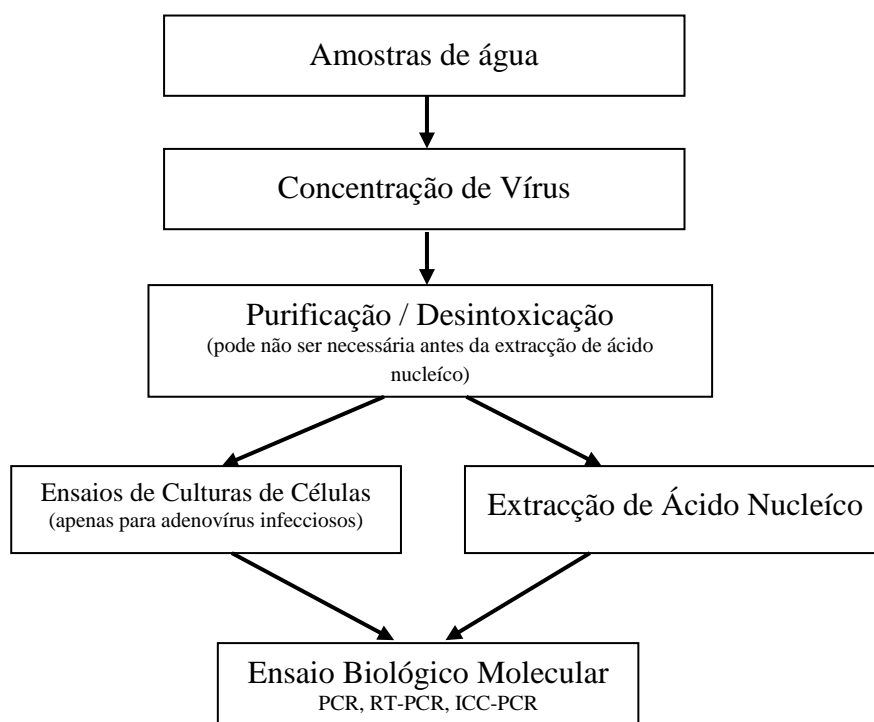 Amostras de água
Concentração de Vírus
Purificação / Desintoxicação
(pode não ser necessária antes da extracção de ácido
nucleíco)
Ensaios de Culturas de Células
(apenas para adenovírus infecciosos)
Extracção de Ácido Nucleíco
Ensaio Biológico Molecular
PCR, RT-PCR, ICC-PCR